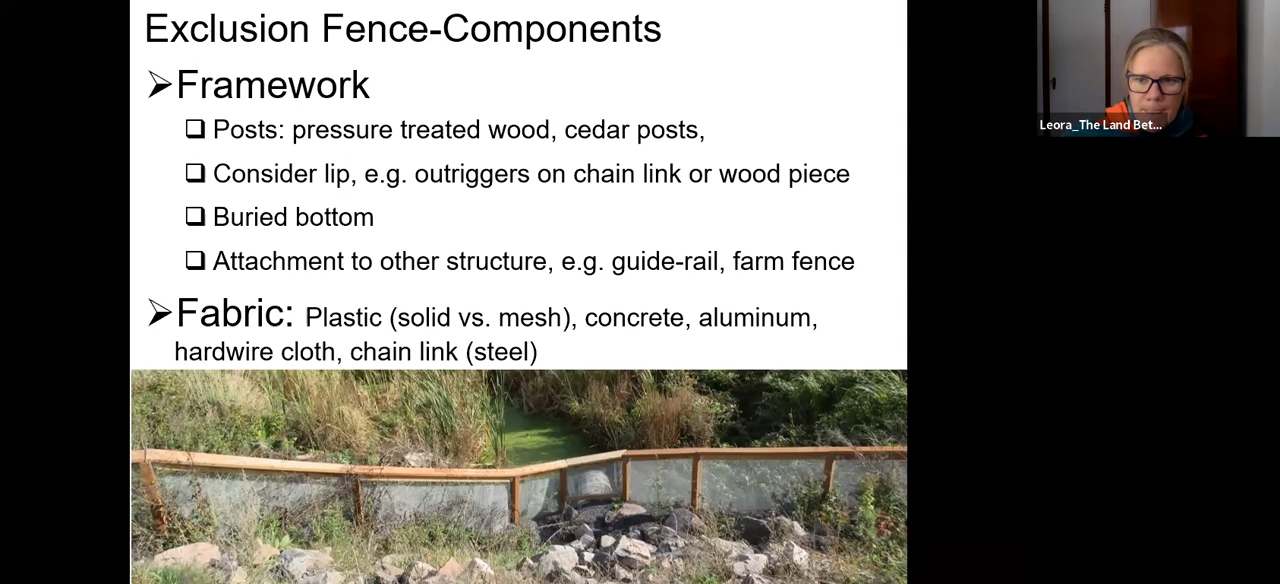 Exclusion Fence-Components
Framework
Posts: pressure treated wood, cedar posts,
Consider lip, e.g. outriggers on chain link or wood piece
Buried bottom
Attachment to other structure, e.g. guide-rail, farm fence
Fabric: Plastic (solid vs. mesh), concrete, aluminum,
hardwire cloth, chain link (steel)
Leora_The Land Bet...